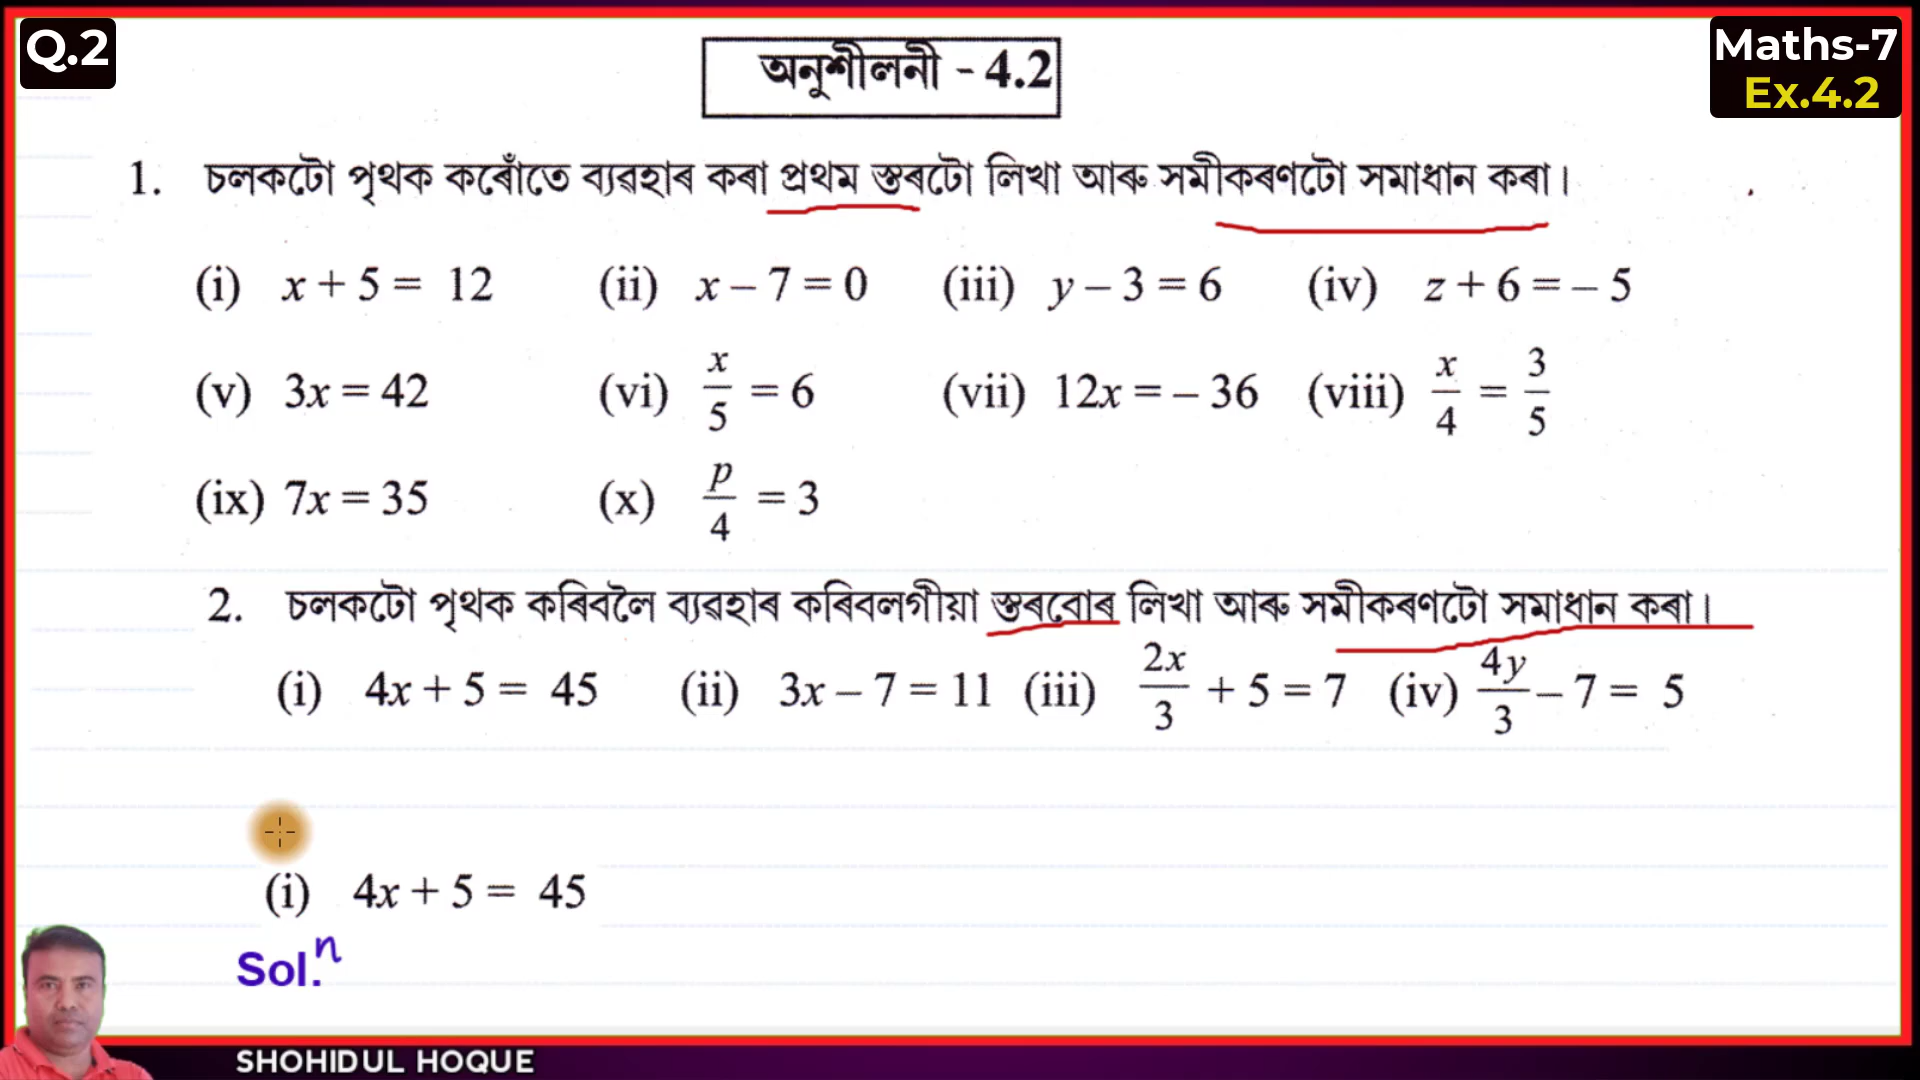 Q.2
অনুশীলনী - 4.2
Maths-7
Ex.4.2
1. চলকটো পৃথক কৰোঁতে ব্যৱহাৰ কৰা প্ৰথম স্তৰটো লিখা আৰু সমীকৰণটো সমাধান কৰা।
(i) x + 5 = 12 (ii) x – 7 = 0 (iii) y – 3 = 6 (iv) z + 6 = – 5
(v) 3x = 42 (vi) x/5 = 6 (vii) 12x = – 36 (viii) x/4 = 3/5
(ix) 7x = 35 (x) p/4 = 3
2. চলকটো পৃথক কৰিবলৈ ব্যৱহাৰ কৰিবলগীয়া স্তৰবোৰ লিখা আৰু সমীকৰণটো সমাধান কৰা।
(i) 4x + 5 = 45 (ii) 3x – 7 = 11 (iii) 2x/3 + 5 = 7 (iv) 4y/3 – 7 = 5
(i) 4x + 5 = 45
Sol.n
SHOHIDUL HOQUE